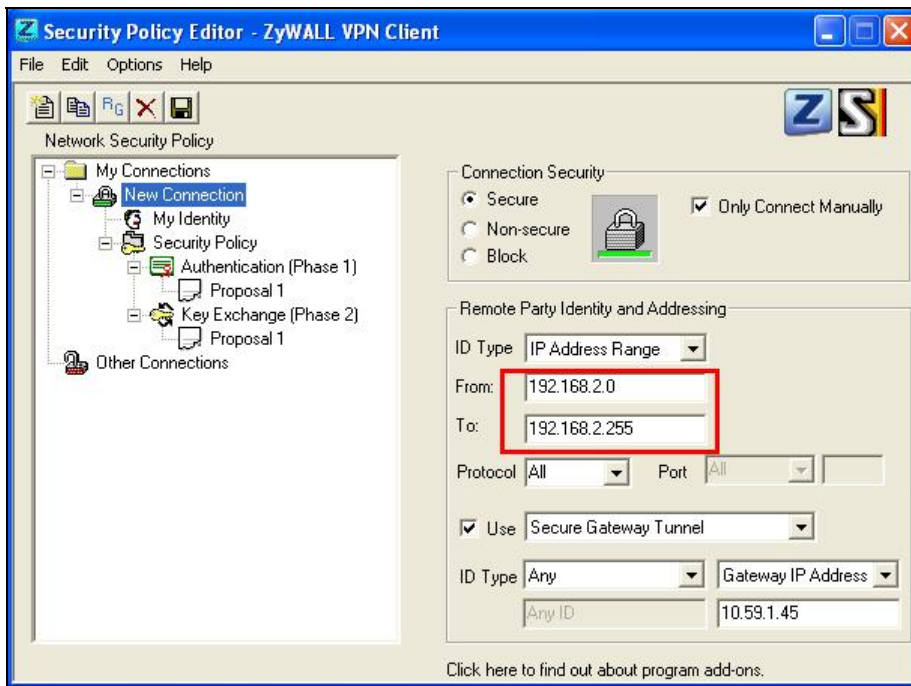 Security Policy Editor - ZyWALL VPN Client
File Edit Options Help
RG
Z S
Network Security Policy
My Connections
New Connection
My Identity
Security Policy
Authentication (Phase 1)
Proposal 1
Key Exchange (Phase 2)
Proposal 1
Other Connections
Connection Security
Secure
Non-secure
Block
Only Connect Manually
Remote Party Identity and Addressing
ID Type IP Address Range
From: 192.168.2.0
To: 192.168.2.255
Protocol All Port All
Use Secure Gateway Tunnel
ID Type Any Gateway IP Address
Any ID 10.59.1.45
Click here to find out about program add-ons.